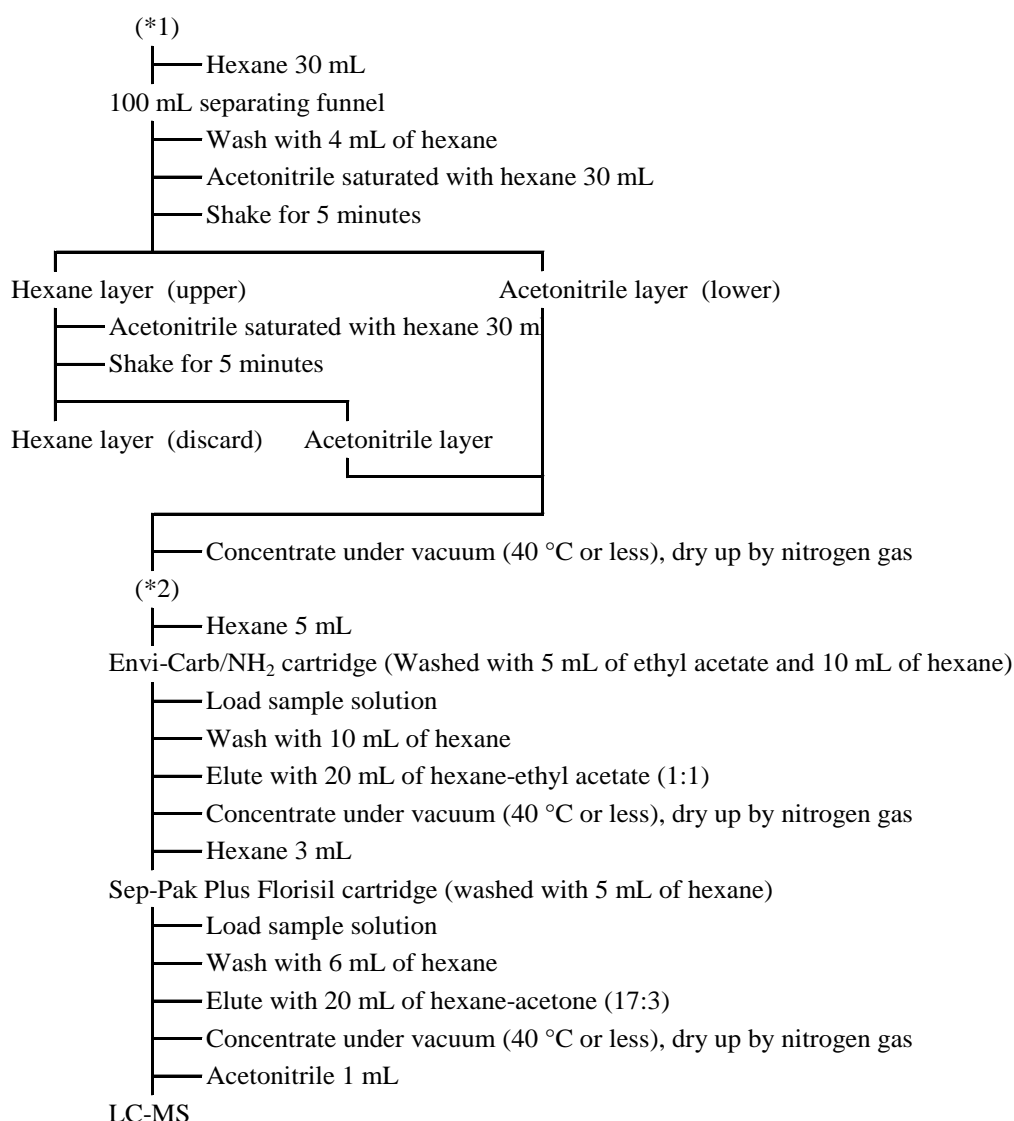 (*1)
Hexane 30 mL
100 mL separating funnel
Wash with 4 mL of hexane
Acetonitrile saturated with hexane 30 mL
Shake for 5 minutes
Hexane layer (upper) Acetonitrile layer (lower)
Acetonitrile saturated with hexane 30 m
Shake for 5 minutes
Hexane layer (discard) Acetonitrile layer
Concentrate under vacuum (40 °C or less), dry up by nitrogen gas
(*2)
Hexane 5 mL
Envi-Carb/NH₂ cartridge (Washed with 5 mL of ethyl acetate and 10 mL of hexane)
Load sample solution
Wash with 10 mL of hexane
Elute with 20 mL of hexane-ethyl acetate (1:1)
Concentrate under vacuum (40 °C or less), dry up by nitrogen gas
Hexane 3 mL
Sep-Pak Plus Florisil cartridge (washed with 5 mL of hexane)
Load sample solution
Wash with 6 mL of hexane
Elute with 20 mL of hexane-acetone (17:3)
Concentrate under vacuum (40 °C or less), dry up by nitrogen gas
Acetonitrile 1 mL
LC-MS